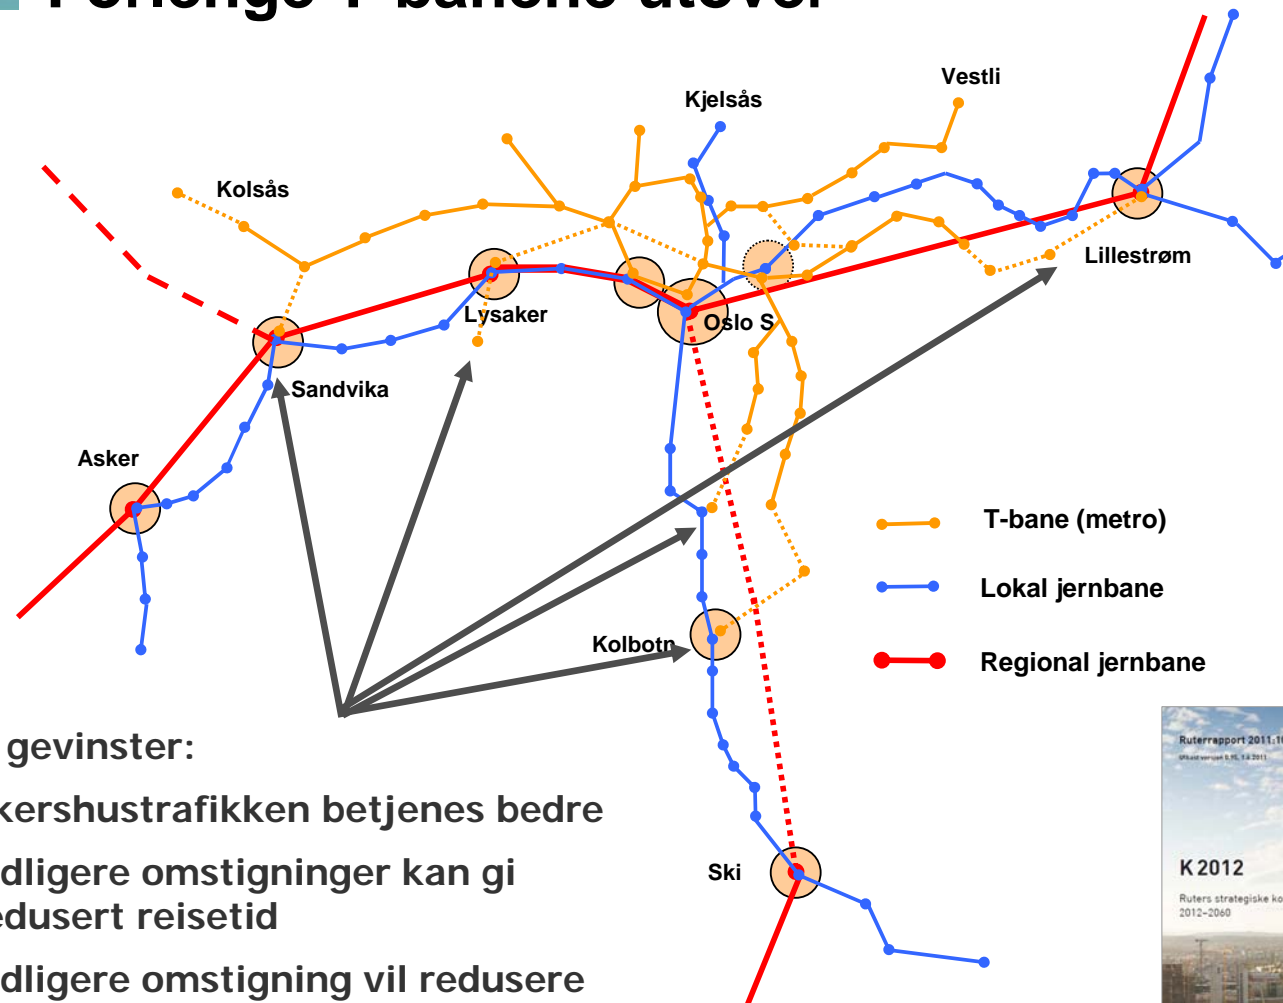 Forlenge T-banene utover
Vestli
Kjelsås
Kolsås
Lillestrøm
Lysaker
Oslo S
Sandvika
Asker
T-bane (metro)
Lokal jernbane
Kolbotn
Regional jernbane
gevinster:
kershustrafikken betjenes bedre
dligere omstigninger kan gi
edusert reisetid
dligere omstigning vil redusere
Ski
Ruterrapport 2011:10
K 2012
Ruters strategiske ko
2012–2060